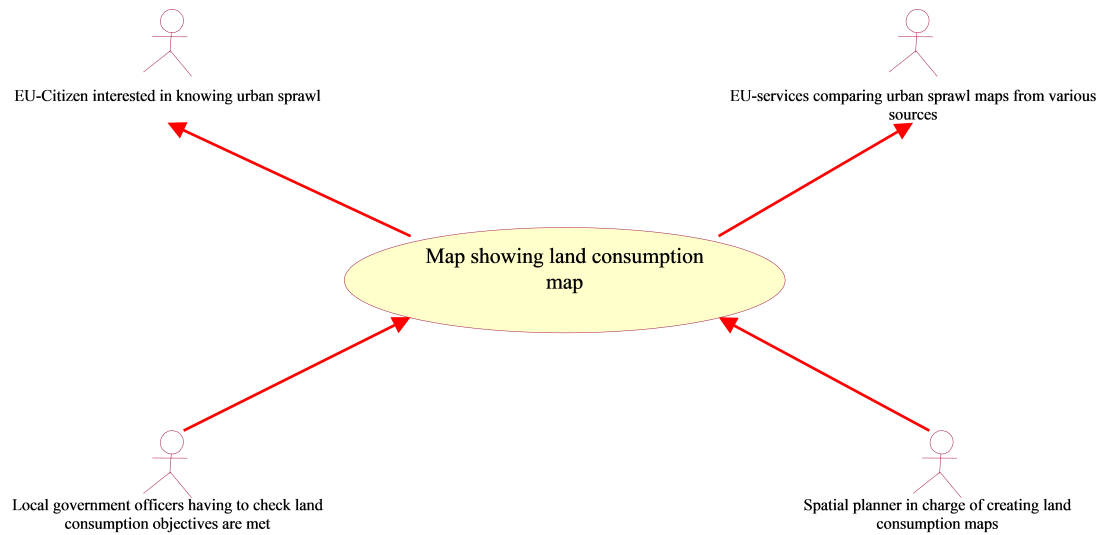 EU-Citizen interested in knowing urban sprawl
EU-services comparing urban sprawl maps from various
sources
Map showing land consumption
map
Local government officers having to check land
consumption objectives are met
Spatial planner in charge of creating land
consumption maps